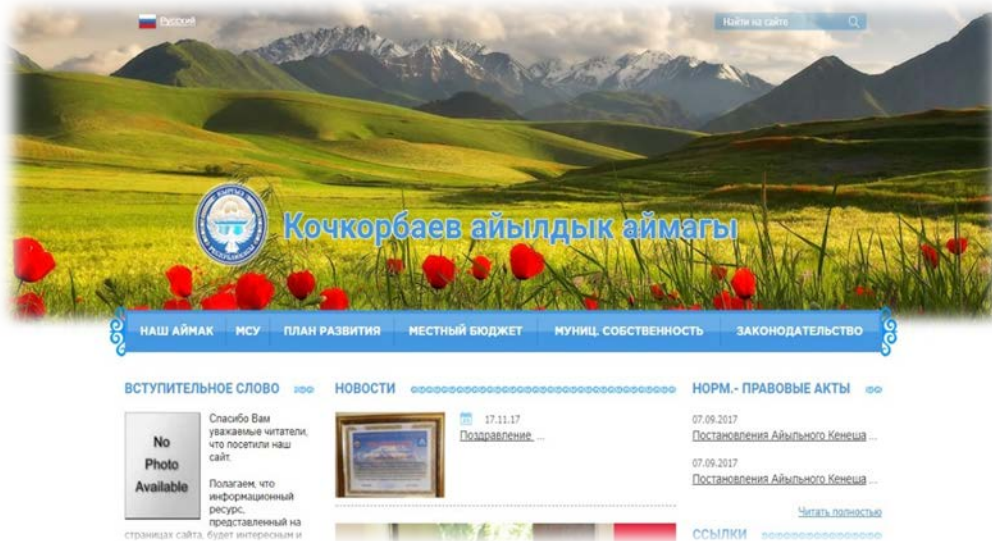 Русский
Найти на сайте
Кочкорбаев айылдык аймагы
НАШ АЙМАК
МСУ
ПЛАН РАЗВИТИЯ
МЕСТНЫЙ БЮДЖЕТ
МУНИЦ. СОБСТВЕННОСТЬ
ЗАКОНОДАТЕЛЬСТВО
ВСТУПИТЕЛЬНОЕ СЛОВО
No
Photo
Available
Спасибо Вам
уважаемые читатели,
что посетили наш
сайт.
Полагаем, что
информационный
ресурс,
представленный на
страницах сайта, будет интересным и
НОВОСТИ
17.11.17
Поздравление ...
НОРМ.- ПРАВОВЫЕ АКТЫ
07.09.2017
Постановления Айыльного Кенеша ...
07.09.2017
Постановления Айыльного Кенеша ...
Читать полностью
ССЫЛКИ